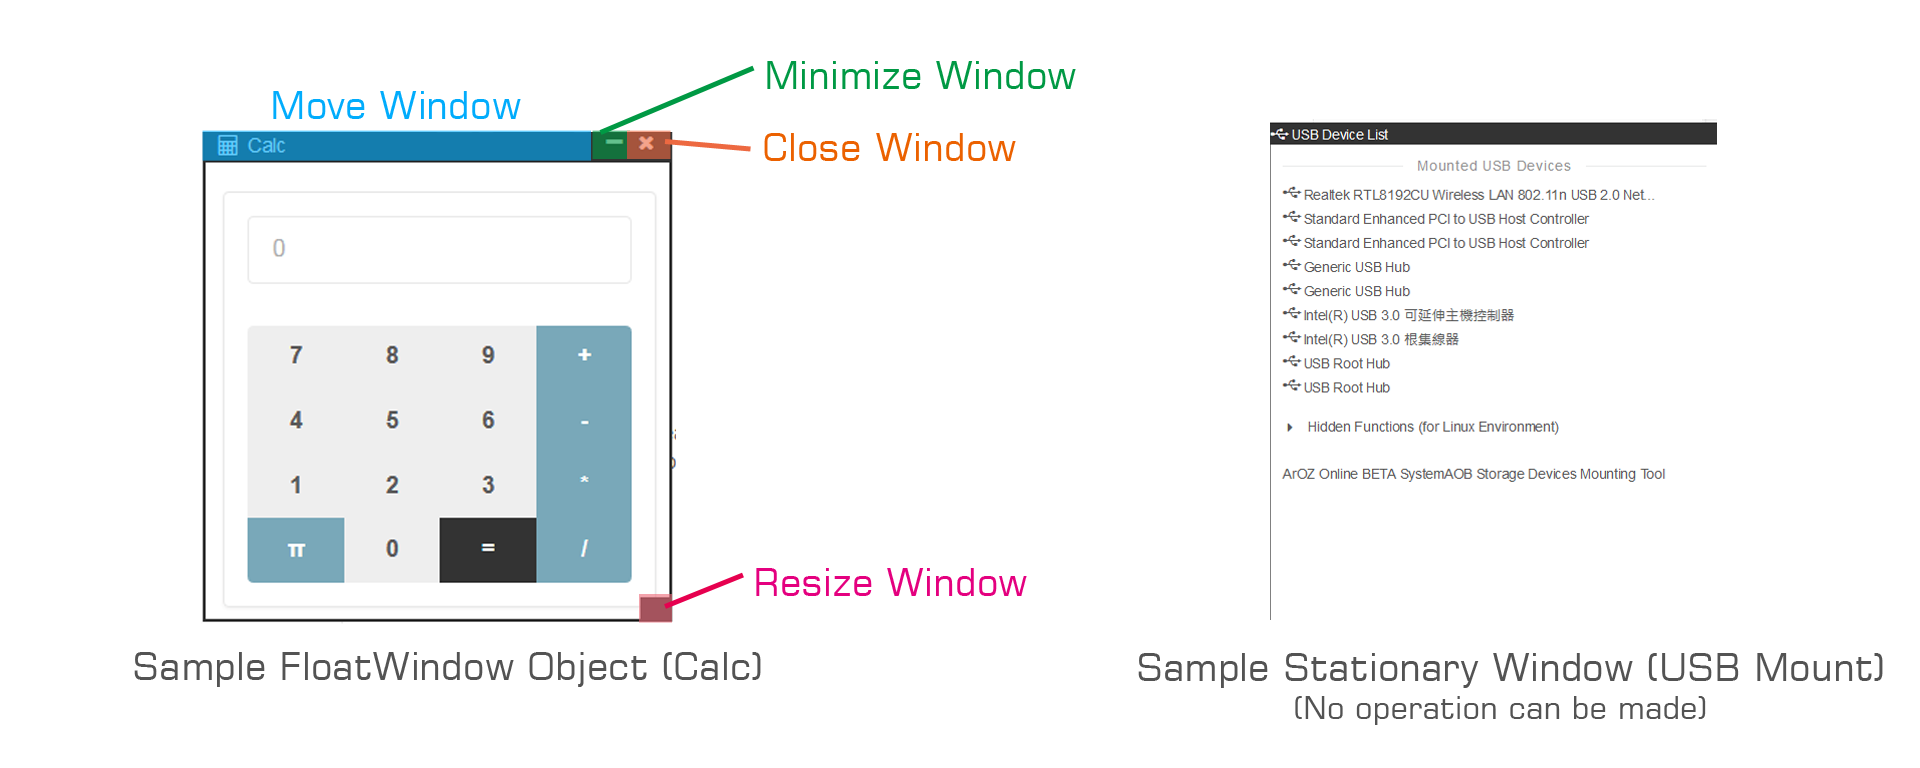 Move Window
Minimize Window
Close Window
Calc
0
7 8 9 +
4 5 6 -
1 2 3 *
π 0 = /
Resize Window
Sample FloatWindow Object (Calc)
USB Device List
Mounted USB Devices
Realtek RTL8192CU Wireless LAN 802.11n USB 2.0 Net...
Standard Enhanced PCI to USB Host Controller
Standard Enhanced PCI to USB Host Controller
Generic USB Hub
Generic USB Hub
Intel(R) USB 3.0 可延伸主機控制器
Intel(R) USB 3.0 根集線器
USB Root Hub
USB Root Hub
Hidden Functions (for Linux Environment)
ArOZ Online BETA SystemAOB Storage Devices Mounting Tool
Sample Stationary Window (USB Mount)
(No operation can be made)